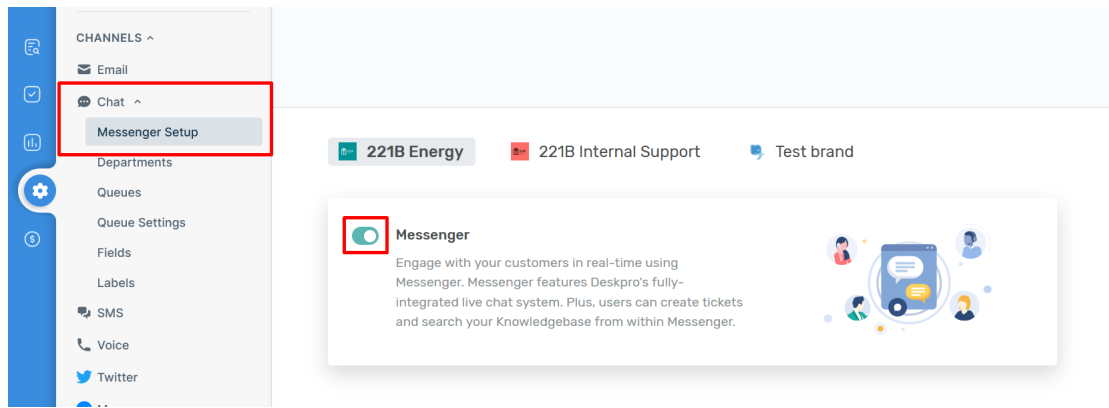 CHANNELS
Email
Chat
Messenger Setup
Departments
Queues
Queue Settings
Fields
Labels
SMS
Voice
Twitter
221B Energy
221B Internal Support
Test brand
Messenger
Engage with your customers in real-time using
Messenger. Messenger features Deskpro's fully-
integrated live chat system. Plus, users can create tickets
and search your Knowledgebase from within Messenger.